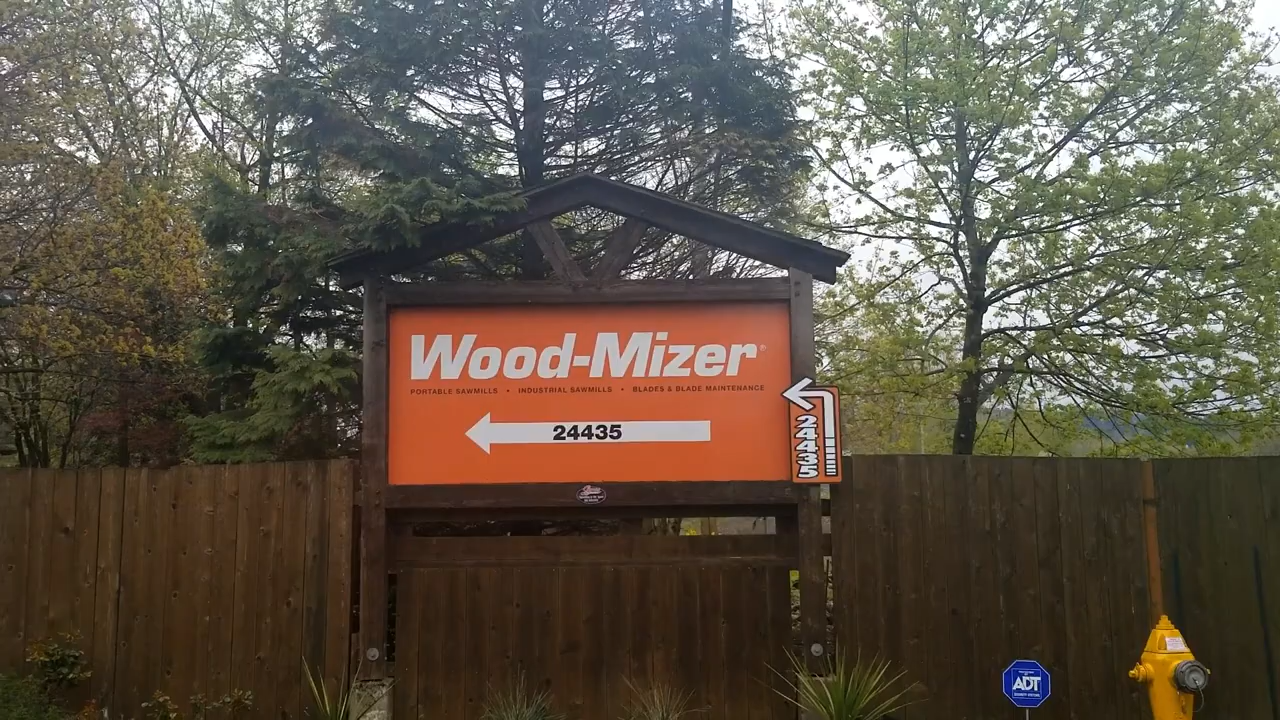 Wood-Mizer®
PORTABLE SAWMILLS • INDUSTRIAL SAWMILLS • BLADES & BLADE MAINTENANCE
24435
24435
ADT